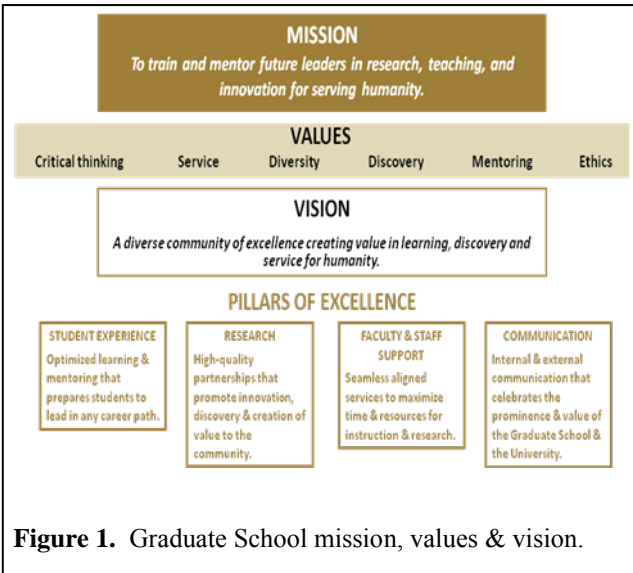 MISSION
To train and mentor future leaders in research, teaching, and
innovation for serving humanity.
VALUES
Critical thinking Service Diversity Discovery Mentoring Ethics
VISION
A diverse community of excellence creating value in learning, discovery and
service for humanity.
PILLARS OF EXCELLENCE
STUDENT EXPERIENCE
Optimized learning &
mentoring that
prepares students to
lead in any career path.
RESEARCH
High-quality
partnerships that
promote innovation,
discovery & creation of
value to the
community.
FACULTY & STAFF
SUPPORT
Seamless aligned
services to maximize
time & resources for
instruction & research.
COMMUNICATION
Internal & external
communication that
celebrates the
prominence & value of
the Graduate School &
the University.
Figure 1. Graduate School mission, values & vision.